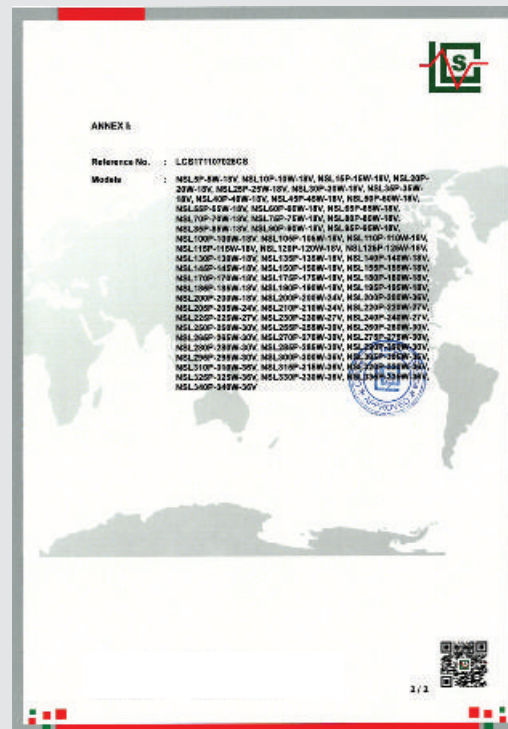 LCS
ANNEX I:
Reference No. : LCS171107026CS
Models : NSL5P-5W-18V, NSL10P-10W-18V, NSL15P-15W-18V, NSL20P-
20W-18V, NSL25P-25W-18V, NSL30P-30W-18V, NSL35P-35W-
18V, NSL40P-40W-18V, NSL45P-45W-18V, NSL50P-50W-18V,
NSL55P-55W-18V, NSL60P-60W-18V, NSL65P-65W-18V,
NSL70P-70W-18V, NSL75P-75W-18V, NSL80P-80W-18V,
NSL85P-85W-18V, NSL90P-90W-18V, NSL95P-95W-18V,
NSL100P-100W-18V, NSL105P-105W-18V, NSL110P-110W-18V,
NSL115P-115W-18V, NSL120P-120W-18V, NSL125P-125W-18V,
NSL130P-130W-18V, NSL135P-135W-18V, NSL140P-140W-18V,
NSL145P-145W-18V, NSL150P-150W-18V,
NSL170P-170W-18V, NSL175P-175W-18V, NSL180P-180W-18V,
NSL185P-185W-18V, NSL190P-190W-18V, NSL195P-195W-18V,
NSL200P-200W-18V, NSL200P-200W-24V, NSL200P-200W-36V,
NSL205P-205W-24V, NSL210P-210W-24V,
NSL225P-225W-27V, NSL230P-230W-27V, NSL240P-240W-27V,
NSL250P-250W-30V, NSL255P-255W-30V, NSL260P-260W-30V,
NSL265P-265W-30V, NSL270P-270W-30V,
NSL280P-280W-30V, NSL285P-285W-30V,
NSL295P-295W-30V, NSL300P-300W-36V,
NSL310P-310W-36V, NSL315P-315W-36V,
NSL325P-325W-36V, NSL330P-330W-36V,
NSL340P-340W-36V
APPROVED
2 / 2